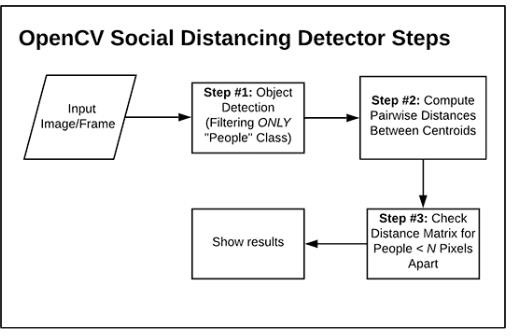 OpenCV Social Distancing Detector Steps
Input
Image/Frame
Step #1: Object
Detection
(Filtering ONLY
"People" Class)
Step #2: Compute
Pairwise Distances
Between Centroids
Step #3: Check
Distance Matrix for
People < N Pixels
Apart
Show results